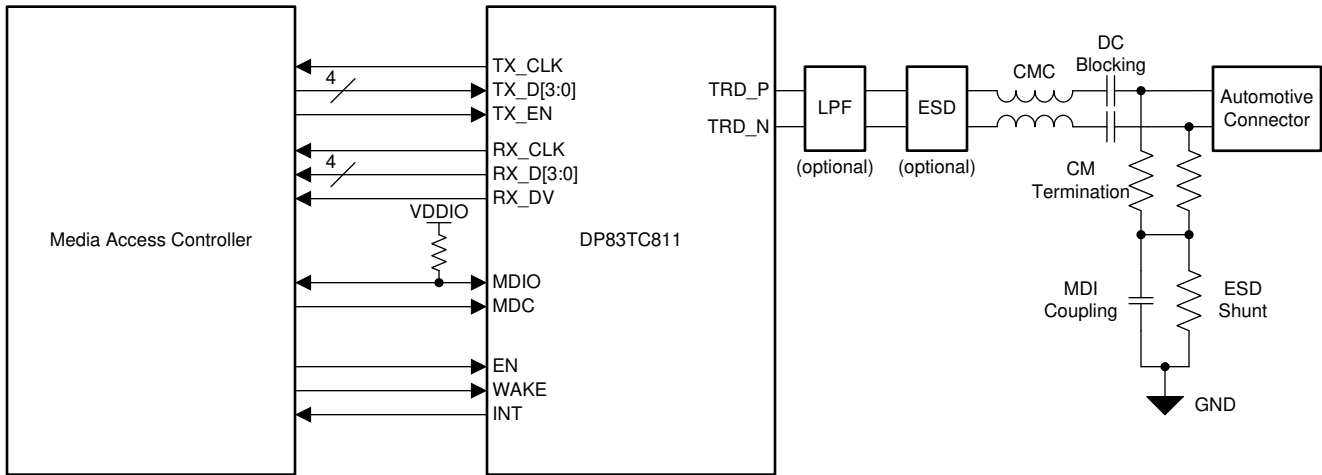 Media Access Controller
4
4
VDDIO
TX_CLK
TX_D[3:0]
TX_EN
RX_CLK
RX_D[3:0]
RX_DV
MDIO
MDC
EN
WAKE
INT
DP83TC811
TRD_P
TRD_N
LPF
(optional)
ESD
(optional)
CMC
DC
Blocking
Automotive
Connector
CM
Termination
MDI
Coupling
ESD
Shunt
GND